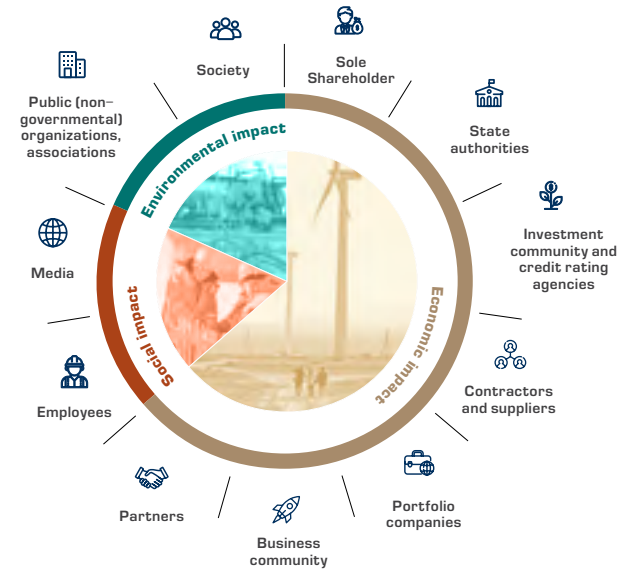 Society
Sole
Shareholder
Public (non–
governmental)
organizations,
associations
State
authorities
Environmental impact
Investment
community and
credit rating
agencies
Media
Social impact
Economic impact
Employees
Contractors
and suppliers
Partners
Portfolio
companies
Business
community